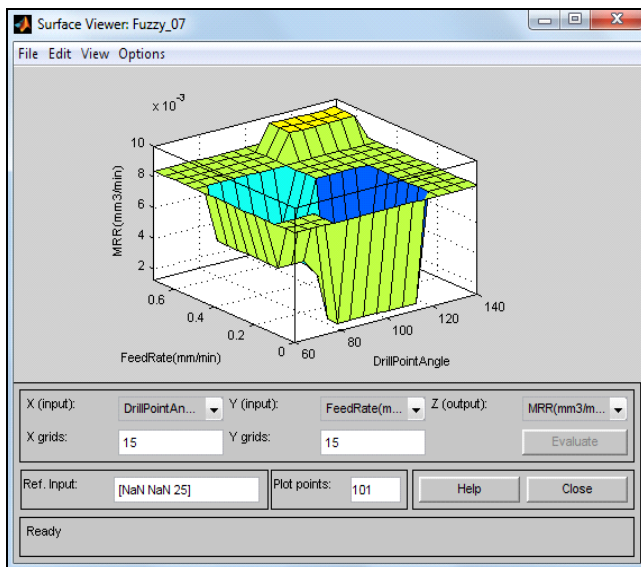 Surface Viewer: Fuzzy_07
File Edit View Options
x 10^-3
10
8
6
4
2
MRR(mm3/min)
0.6
0.4
0.2
0
FeedRate(mm/min)
60
80
100
120
140
DrillPointAngle
X (input): DrillPointAn... Y (input): FeedRate(m... Z (output): MRR(mm3/m...
X grids: 15 Y grids: 15 Evaluate
Ref. Input: [NaN NaN 25] Plot points: 101 Help Close
Ready